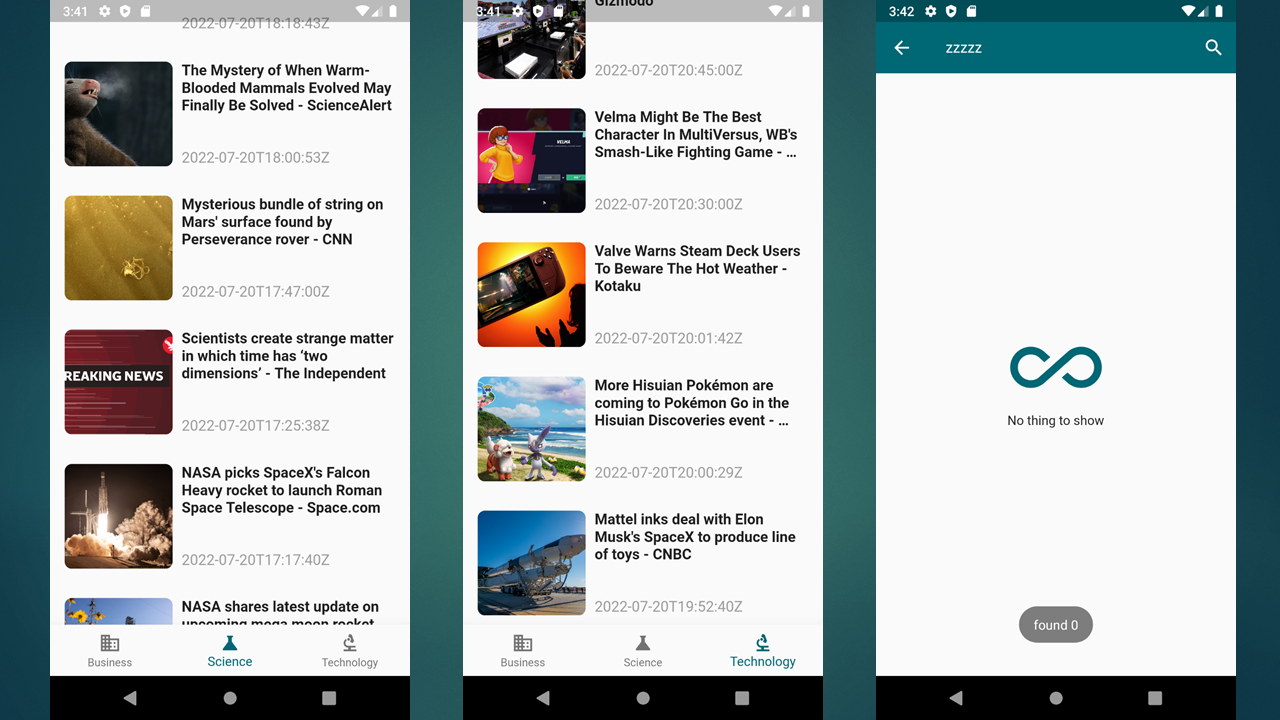 3:41
2022-07-20T18:18:43Z
The Mystery of When Warm-
Blooded Mammals Evolved May
Finally Be Solved - ScienceAlert
2022-07-20T18:00:53Z
Mysterious bundle of string on
Mars' surface found by
Perseverance rover - CNN
2022-07-20T17:47:00Z
REAKING NEWS
Scientists create strange matter
in which time has ‘two
dimensions’ - The Independent
2022-07-20T17:25:38Z
NASA picks SpaceX's Falcon
Heavy rocket to launch Roman
Space Telescope - Space.com
2022-07-20T17:17:40Z
NASA shares latest update on
upcoming mega moon rocket
Business
Science
Technology
3:41
Gizmodo
2022-07-20T20:45:00Z
VELMA
Velma Might Be The Best
Character In MultiVersus, WB's
Smash-Like Fighting Game - …
2022-07-20T20:30:00Z
Valve Warns Steam Deck Users
To Beware The Hot Weather -
Kotaku
2022-07-20T20:01:42Z
More Hisuian Pokémon are
coming to Pokémon Go in the
Hisuian Discoveries event - …
2022-07-20T20:00:29Z
Mattel inks deal with Elon
Musk's SpaceX to produce line
of toys - CNBC
2022-07-20T19:52:40Z
Business
Science
Technology
3:42
zzzzz
No thing to show
found 0